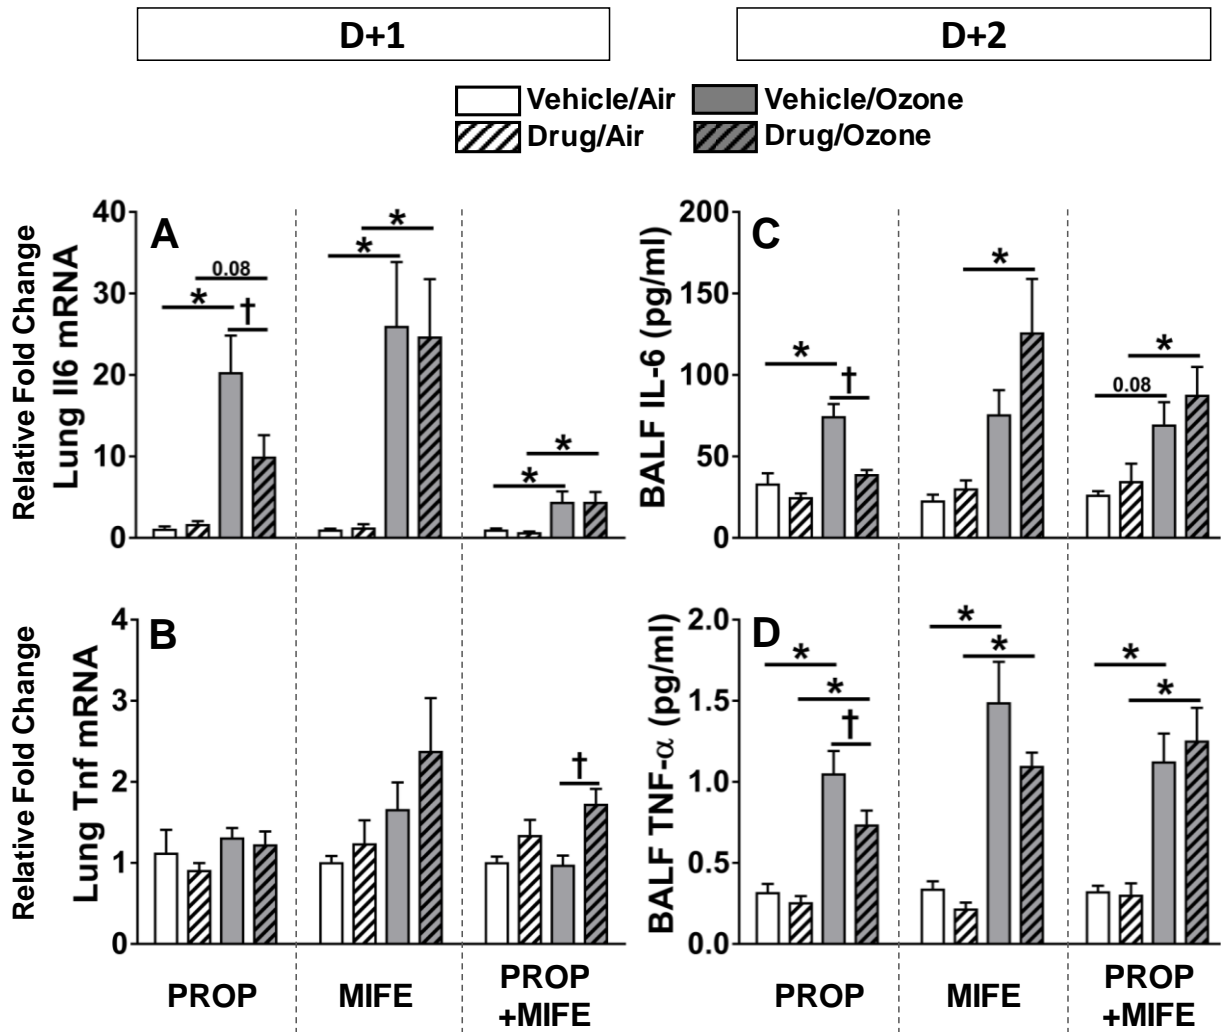 D+1
D+2
Vehicle/Air
Vehicle/Ozone
Drug/Air
Drug/Ozone
A
Relative Fold Change
Lung Il6 mRNA
40
30
20
10
0
*
0.08
†
*
*
*
*
C
BALF IL-6 (pg/ml)
200
150
100
50
0
*
†
*
0.08
*
B
Relative Fold Change
Lung Tnf mRNA
4
3
2
1
0
†
D
BALF TNF-α (pg/ml)
2.0
1.5
1.0
0.5
0.0
*
*
†
*
*
*
*
PROP
MIFE
PROP
+MIFE
PROP
MIFE
PROP
+MIFE